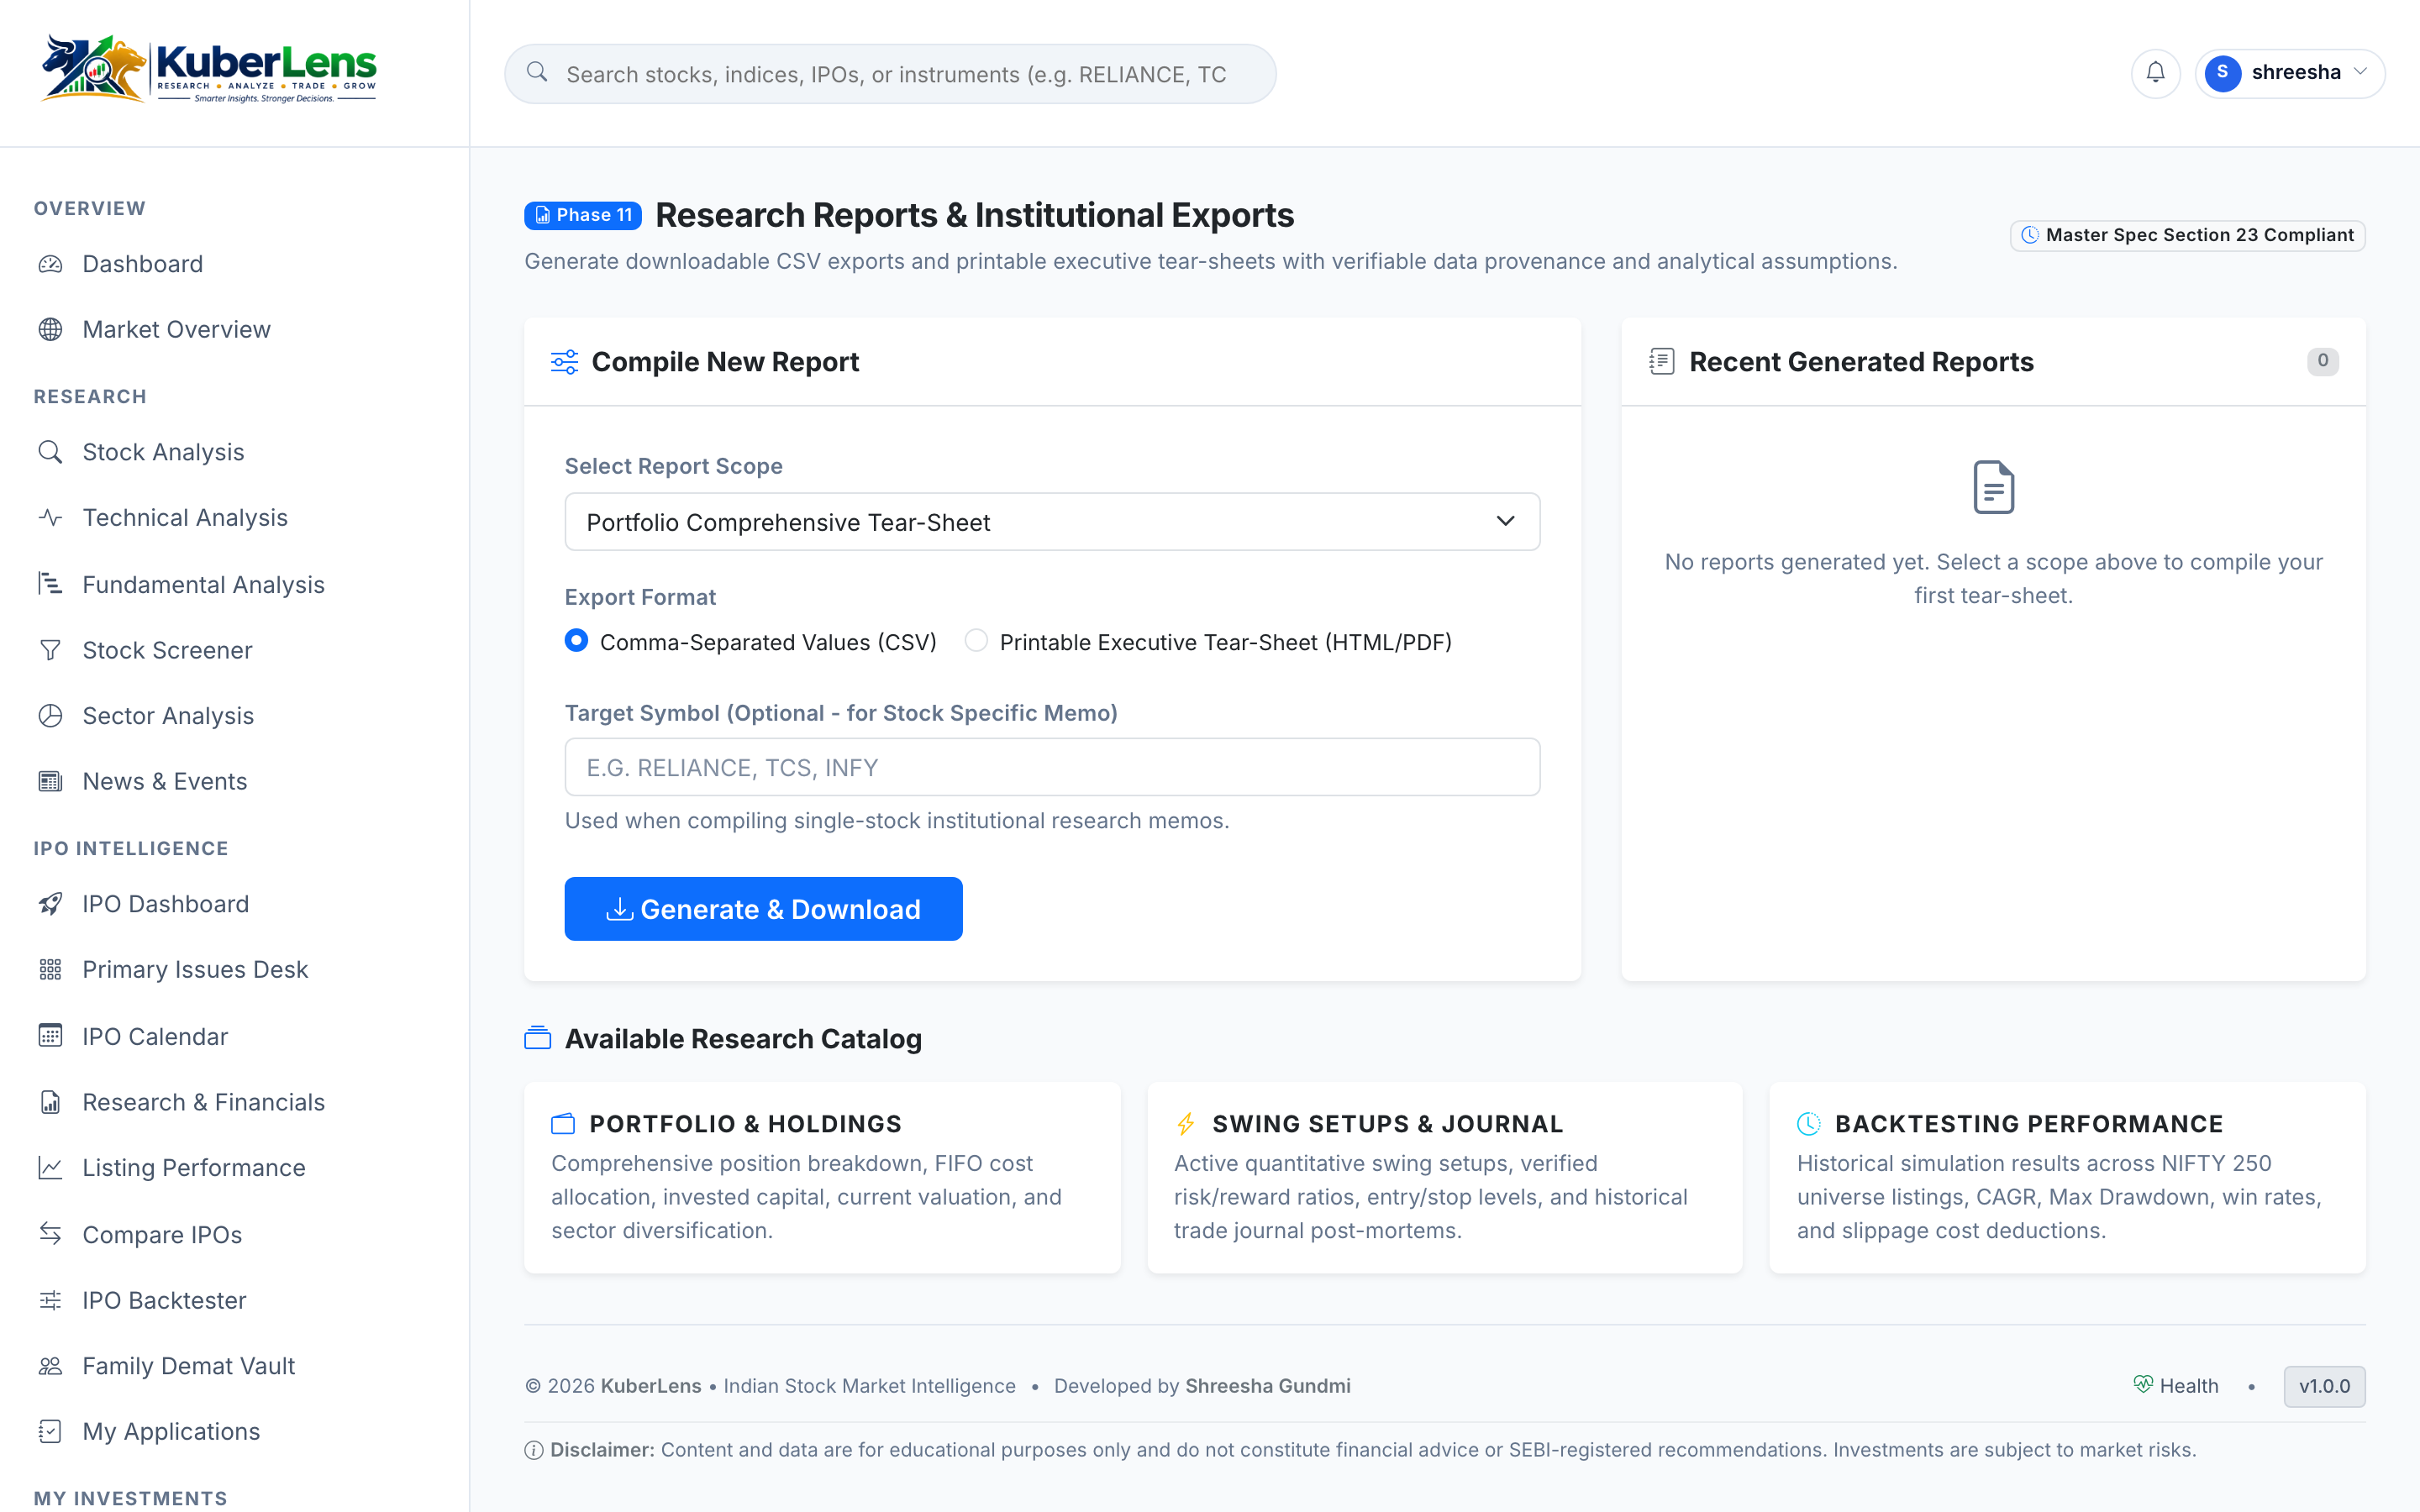 KuberLens
RESEARCH • ANALYZE • TRADE • GROW
Smarter Insights. Stronger Decisions.
Search stocks, indices, IPOs, or instruments (e.g. RELIANCE, TC
S
shreesha
OVERVIEW
Dashboard
Market Overview
RESEARCH
Stock Analysis
Technical Analysis
Fundamental Analysis
Stock Screener
Sector Analysis
News & Events
IPO INTELLIGENCE
IPO Dashboard
Primary Issues Desk
IPO Calendar
Research & Financials
Listing Performance
Compare IPOs
IPO Backtester
Family Demat Vault
My Applications
MY INVESTMENTS
Phase 11 Research Reports & Institutional Exports
Generate downloadable CSV exports and printable executive tear-sheets with verifiable data provenance and analytical assumptions.
Master Spec Section 23 Compliant
Compile New Report
Select Report Scope
Portfolio Comprehensive Tear-Sheet
Export Format
Comma-Separated Values (CSV) Printable Executive Tear-Sheet (HTML/PDF)
Target Symbol (Optional - for Stock Specific Memo)
E.G. RELIANCE, TCS, INFY
Used when compiling single-stock institutional research memos.
Generate & Download
Recent Generated Reports 0
No reports generated yet. Select a scope above to compile your
first tear-sheet.
Available Research Catalog
PORTFOLIO & HOLDINGS
Comprehensive position breakdown, FIFO cost
allocation, invested capital, current valuation, and
sector diversification.
SWING SETUPS & JOURNAL
Active quantitative swing setups, verified
risk/reward ratios, entry/stop levels, and historical
trade journal post-mortems.
BACKTESTING PERFORMANCE
Historical simulation results across NIFTY 250
universe listings, CAGR, Max Drawdown, win rates,
and slippage cost deductions.
© 2026 KuberLens • Indian Stock Market Intelligence • Developed by Shreesha Gundmi
Health • v1.0.0
Disclaimer: Content and data are for educational purposes only and do not constitute financial advice or SEBI-registered recommendations. Investments are subject to market risks.